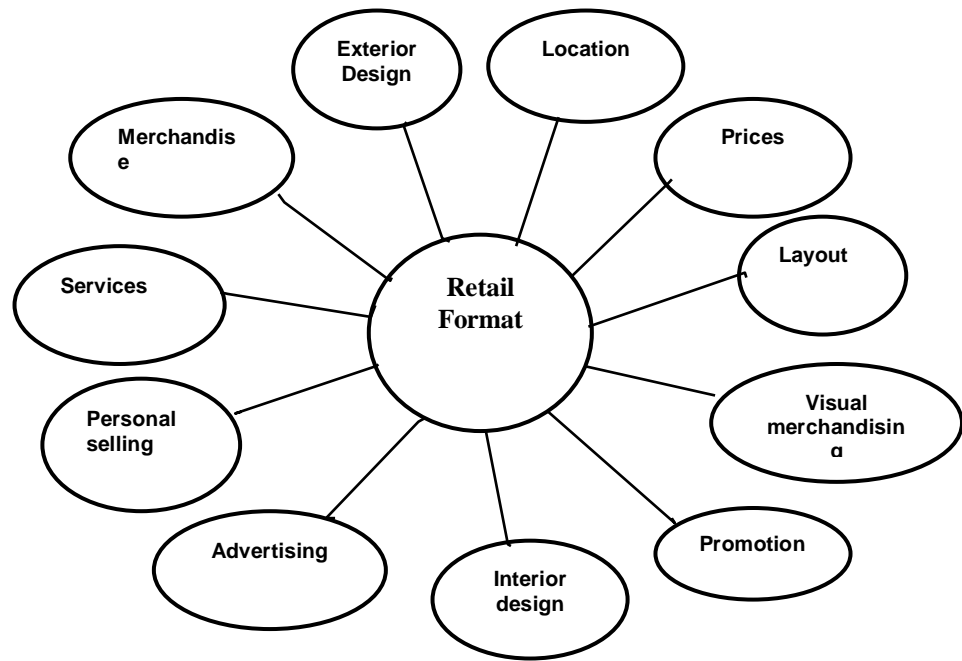 Exterior
Design
Location
Merchandis
e
Prices
Services
Retail
Format
Layout
Personal
selling
Visual
merchandisin
g
Advertising
Interior
design
Promotion